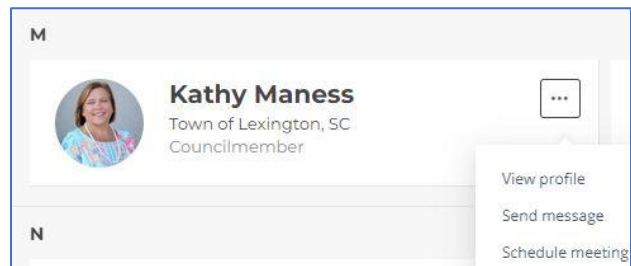 M
Kathy Maness
Town of Lexington, SC
Councilmember
...
View profile
Send message
Schedule meeting
N